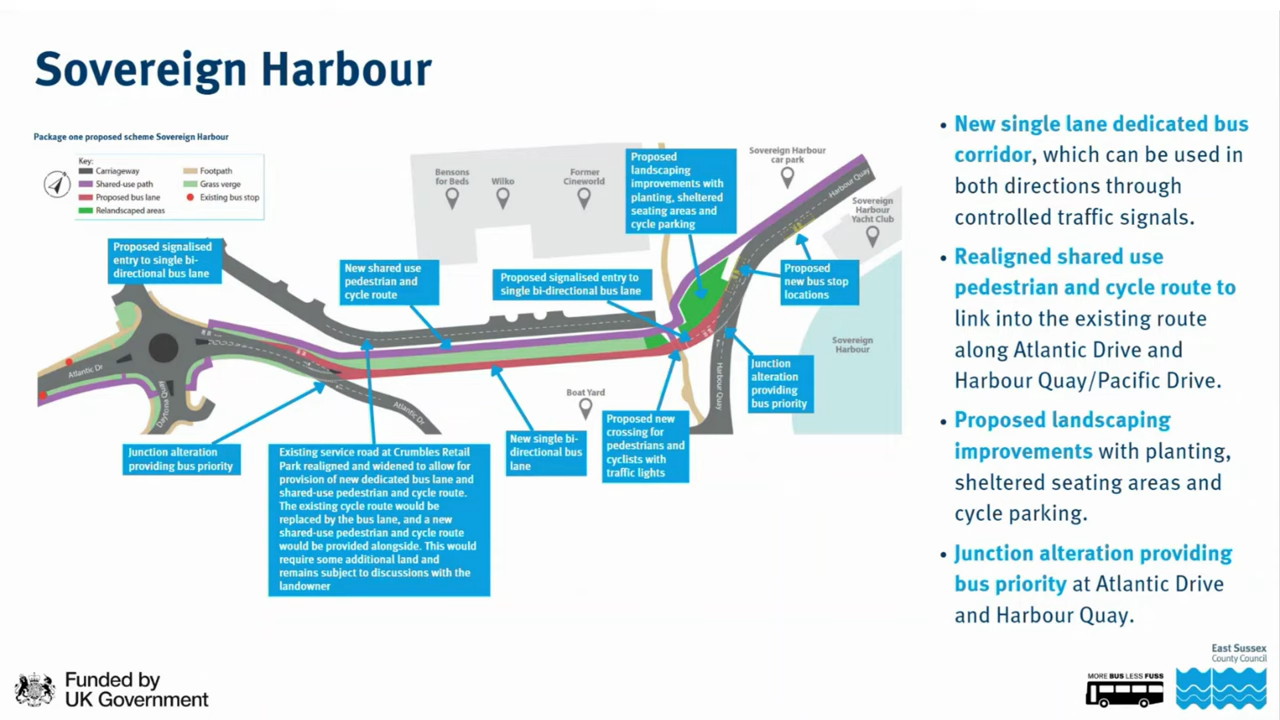 Sovereign Harbour
Package one proposed scheme Sovereign Harbour
Key:
Carriageway
Shared-use path
Proposed bus lane
Relandscaped areas
Footpath
Grass verge
Existing bus stop
Proposed signalised
entry to single bi-
directional bus lane
New shared use
pedestrian and
cycle route
Bensons
for Beds
Wilko
Former
Cineworld
Proposed signalised entry to
single bi-directional bus lane
Proposed
landscaping
improvements with
planting, sheltered
seating areas and
cycle parking
Sovereign Harbour
car park
Harbour Quay
Sovereign
Harbour
Yacht Club
Proposed
new bus stop
locations
Sovereign
Harbour
Junction
alteration
providing
bus priority
Harbour Quay
Boat Yard
Atlantic Dr
Daytona Quay
Atlantic Dr
Junction alteration
providing bus priority
Existing service road at Crumbles Retail
Park realigned and widened to allow for
provision of new dedicated bus lane and
shared-use pedestrian and cycle route.
The existing cycle route would be
replaced by the bus lane, and a new
shared-use pedestrian and cycle route
would be provided alongside. This would
require some additional land and
remains subject to discussions with the
landowner
New single bi-
directional bus
lane
Proposed new
crossing for
pedestrians and
cyclists with
traffic lights
• New single lane dedicated bus
corridor, which can be used in
both directions through
controlled traffic signals.
• Realigned shared use
pedestrian and cycle route to
link into the existing route
along Atlantic Drive and
Harbour Quay/Pacific Drive.
• Proposed landscaping
improvements with planting,
sheltered seating areas and
cycle parking.
• Junction alteration providing
bus priority at Atlantic Drive
and Harbour Quay.
Funded by
UK Government
MORE BUS LESS FUSS
East Sussex
County Council